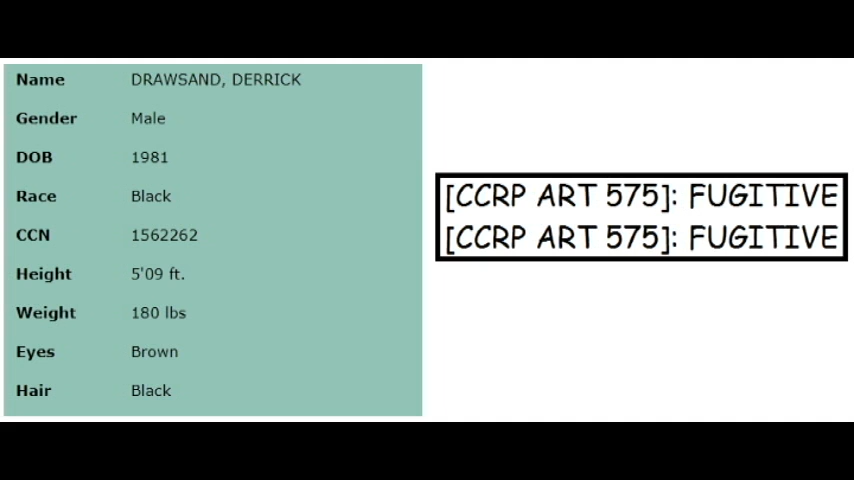 Name DRAWSAND, DERRICK
Gender Male
DOB 1981
Race Black
CCN 1562262
Height 5'09 ft.
Weight 180 lbs
Eyes Brown
Hair Black
[CCRP ART 575]: FUGITIVE
[CCRP ART 575]: FUGITIVE